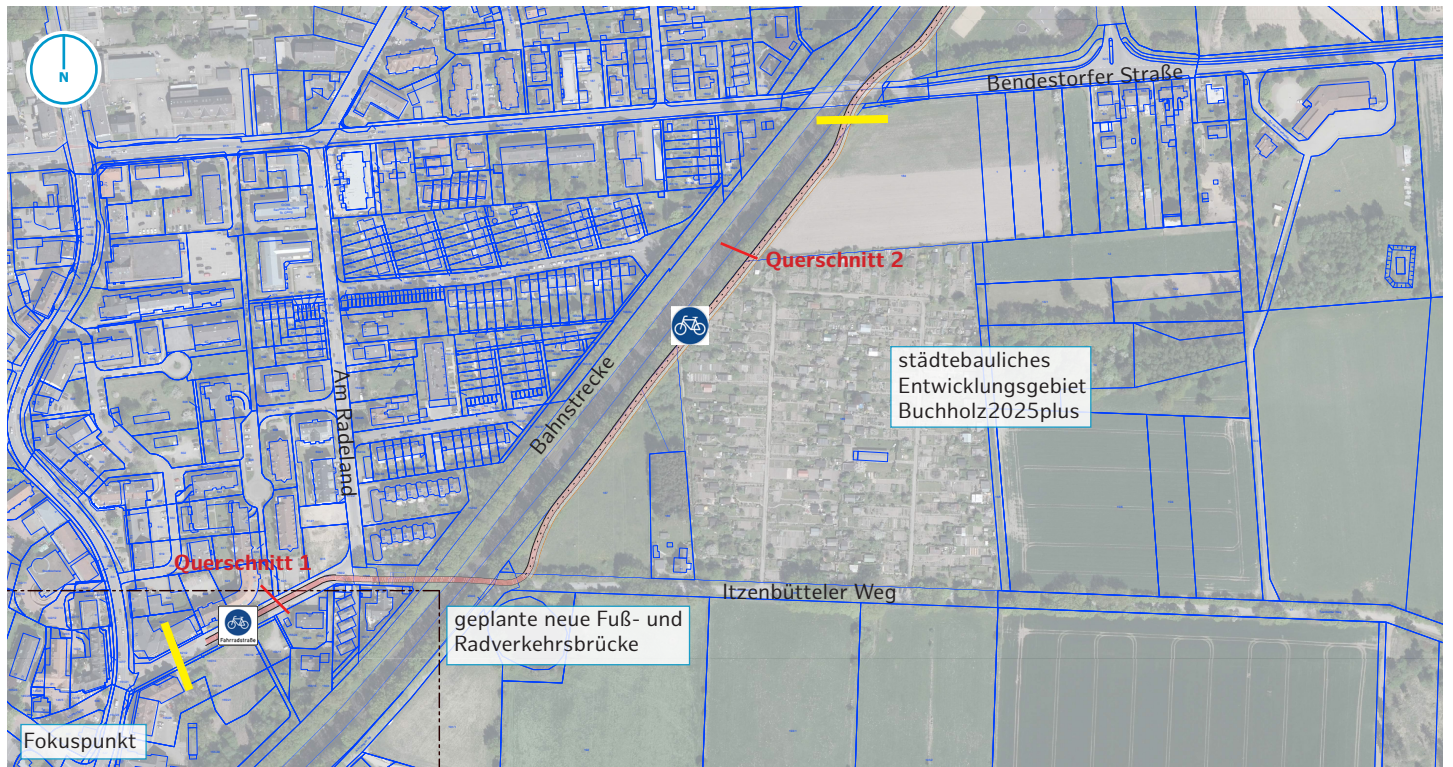 N
Bendestorfer Straße
Querschnitt 2
städtebauliches
Entwicklungsgebiet
Buchholz2025plus
Am Radeland
Bahnstrecke
Querschnitt 1
Fahrradstraße
Itzenbütteler Weg
geplante neue Fuß- und
Radverkehrsbrücke
Fokuspunkt